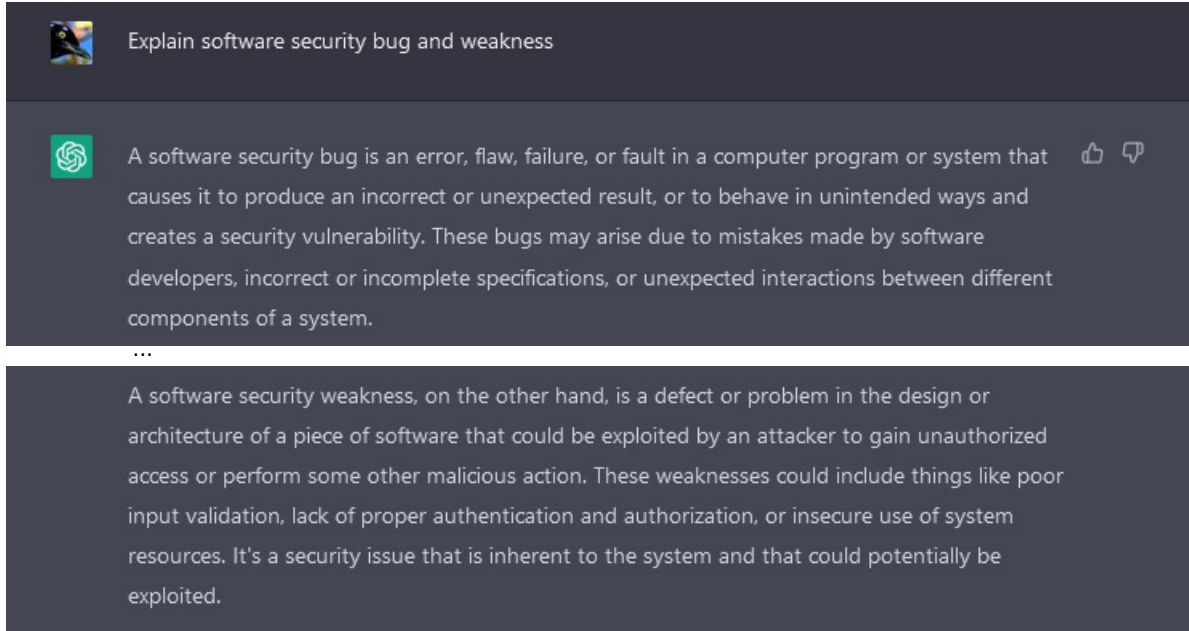 Explain software security bug and weakness
A software security bug is an error, flaw, failure, or fault in a computer program or system that
causes it to produce an incorrect or unexpected result, or to behave in unintended ways and
creates a security vulnerability. These bugs may arise due to mistakes made by software
developers, incorrect or incomplete specifications, or unexpected interactions between different
components of a system.
...
A software security weakness, on the other hand, is a defect or problem in the design or
architecture of a piece of software that could be exploited by an attacker to gain unauthorized
access or perform some other malicious action. These weaknesses could include things like poor
input validation, lack of proper authentication and authorization, or insecure use of system
resources. It's a security issue that is inherent to the system and that could potentially be
exploited.